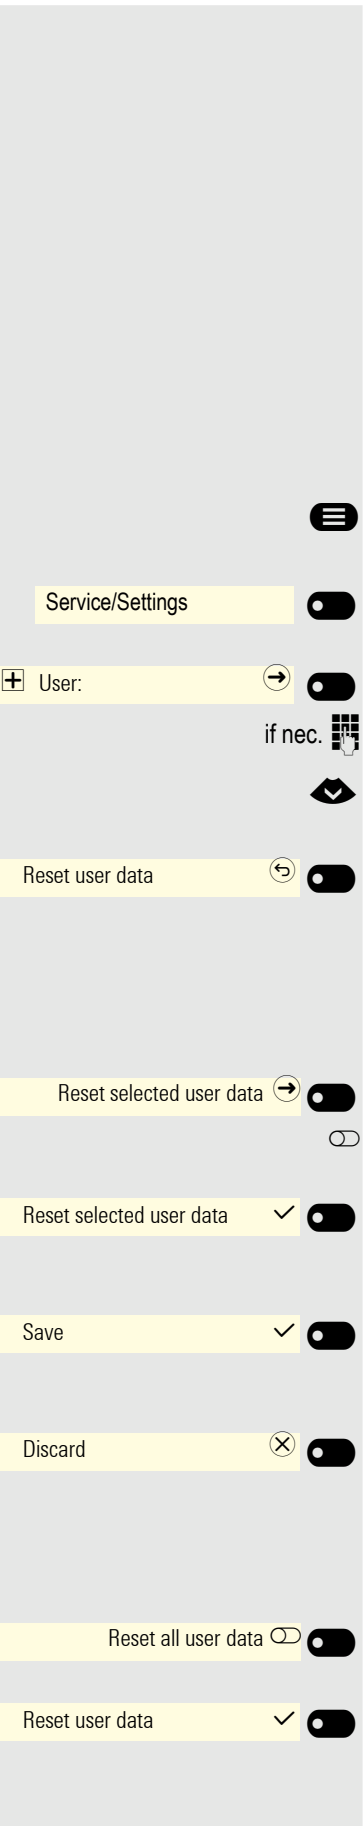 Service/Settings
User:
if nec.
Reset user data
Reset selected user data
Reset selected user data
Save
Discard
Reset all user data
Reset user data